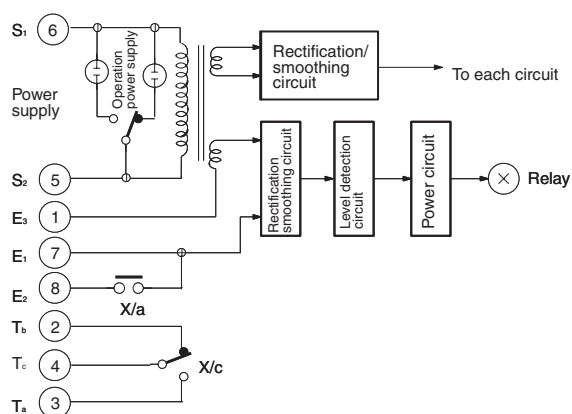 S1 6
Power
supply
Operation
power supply
S2 5
E3 1
E1 7
E2 8
X/a
Tb 2
Tc 4
X/c
Ta 3
Rectification/
smoothing
circuit
To each circuit
Rectification
smoothing circuit
Level detection
circuit
Power circuit
Relay